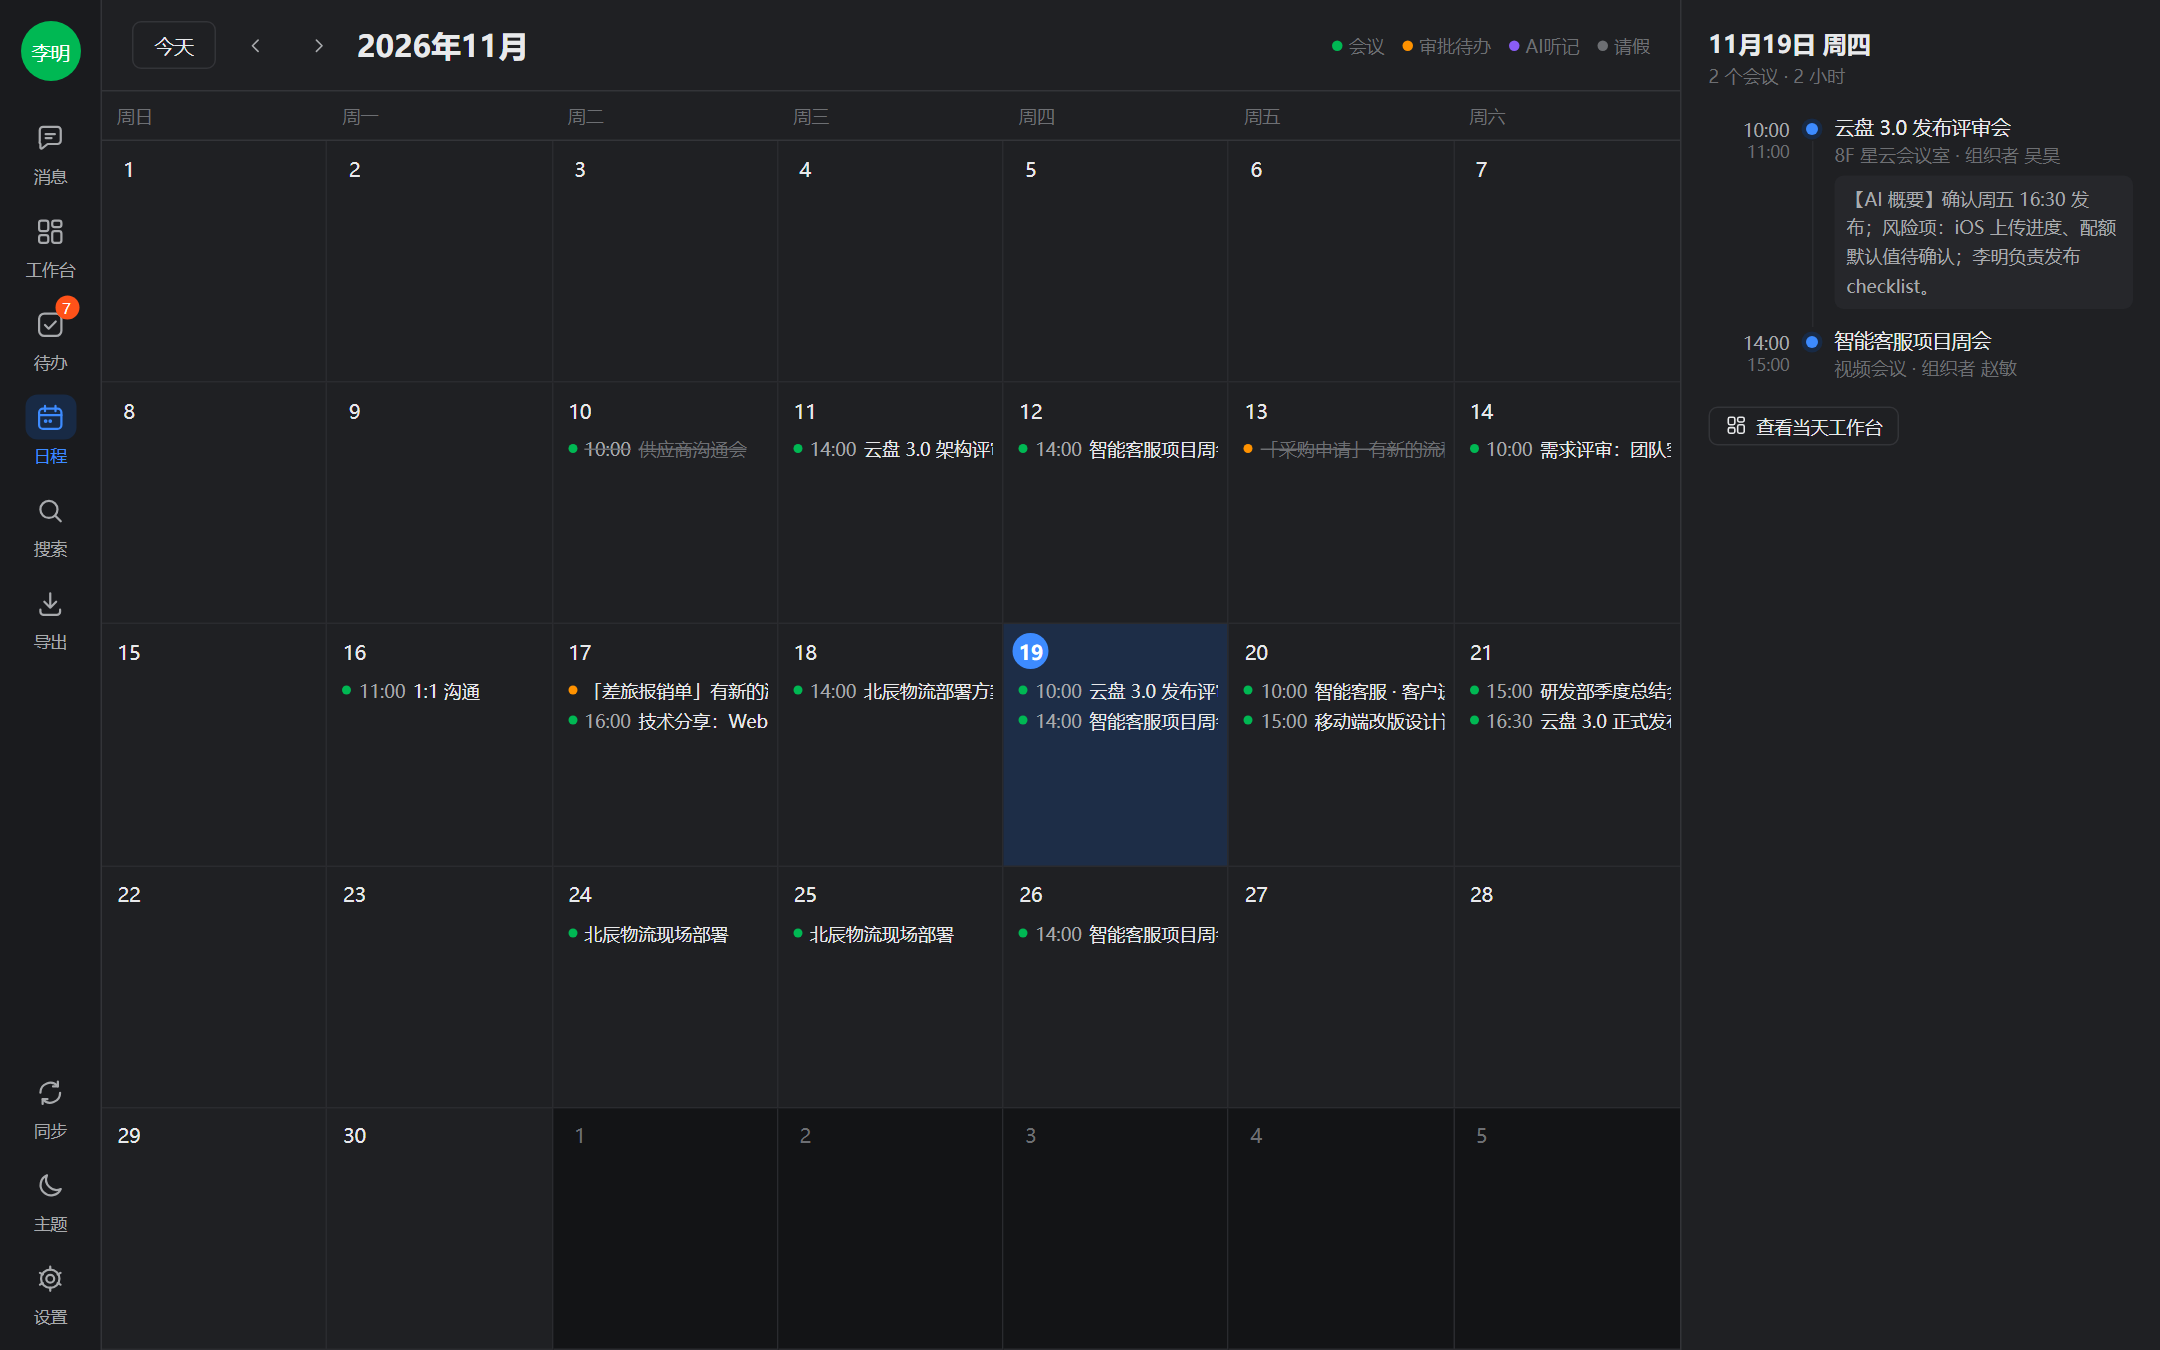 李明
消息
工作台
7
待办
日程
搜索
导出
同步
主题
设置
今天
2026年11月
会议
审批待办
AI听记
请假
周日 周一 周二 周三 周四 周五 周六
1 2 3 4 5 6 7
8 9 10 11 12 13 14
10:00 供应商沟通会
14:00 云盘 3.0 架构评
14:00 智能客服项目周
「采购申请」有新的流
10:00 需求评审：团队
15 16 17 18 19 20 21
11:00 1:1 沟通
「差旅报销单」有新的
16:00 技术分享：Web
14:00 北辰物流部署方
10:00 云盘 3.0 发布评
14:00 智能客服项目周
10:00 智能客服 · 客户
15:00 移动端改版设计
15:00 研发部季度总结
16:30 云盘 3.0 正式发
22 23 24 25 26 27 28
北辰物流现场部署
北辰物流现场部署
14:00 智能客服项目周
29 30 1 2 3 4 5
11月19日 周四
2 个会议 · 2 小时
10:00
11:00
云盘 3.0 发布评审会
8F 星云会议室 · 组织者 吴昊
【AI 概要】确认周五 16:30 发
布；风险项：iOS 上传进度、配额
默认值待确认；李明负责发布
checklist。
14:00
15:00
智能客服项目周会
视频会议 · 组织者 赵敏
查看当天工作台